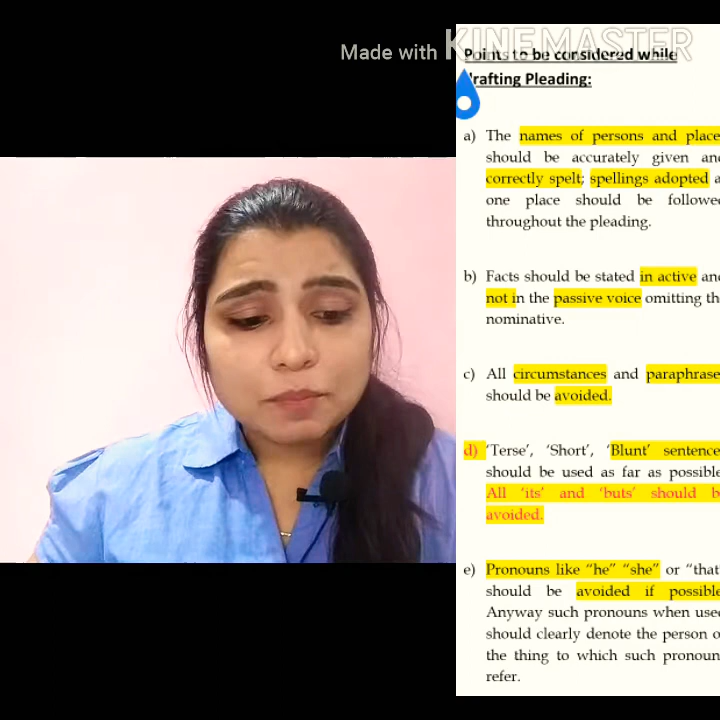 Made with KINEMASTER
Points to be considered while
drafting Pleading:
a) The names of persons and place
should be accurately given and
correctly spelt; spellings adopted a
one place should be followe
throughout the pleading.
b) Facts should be stated in active and
not in the passive voice omitting th
nominative.
c) All circumstances and paraphrase
should be avoided.
d) 'Terse', 'Short', 'Blunt' sentence
should be used as far as possible
All 'its' and 'buts' should b
avoided.
e) Pronouns like "he" "she" or "that"
should be avoided if possible
Anyway such pronouns when use
should clearly denote the person o
the thing to which such pronoun
refer.